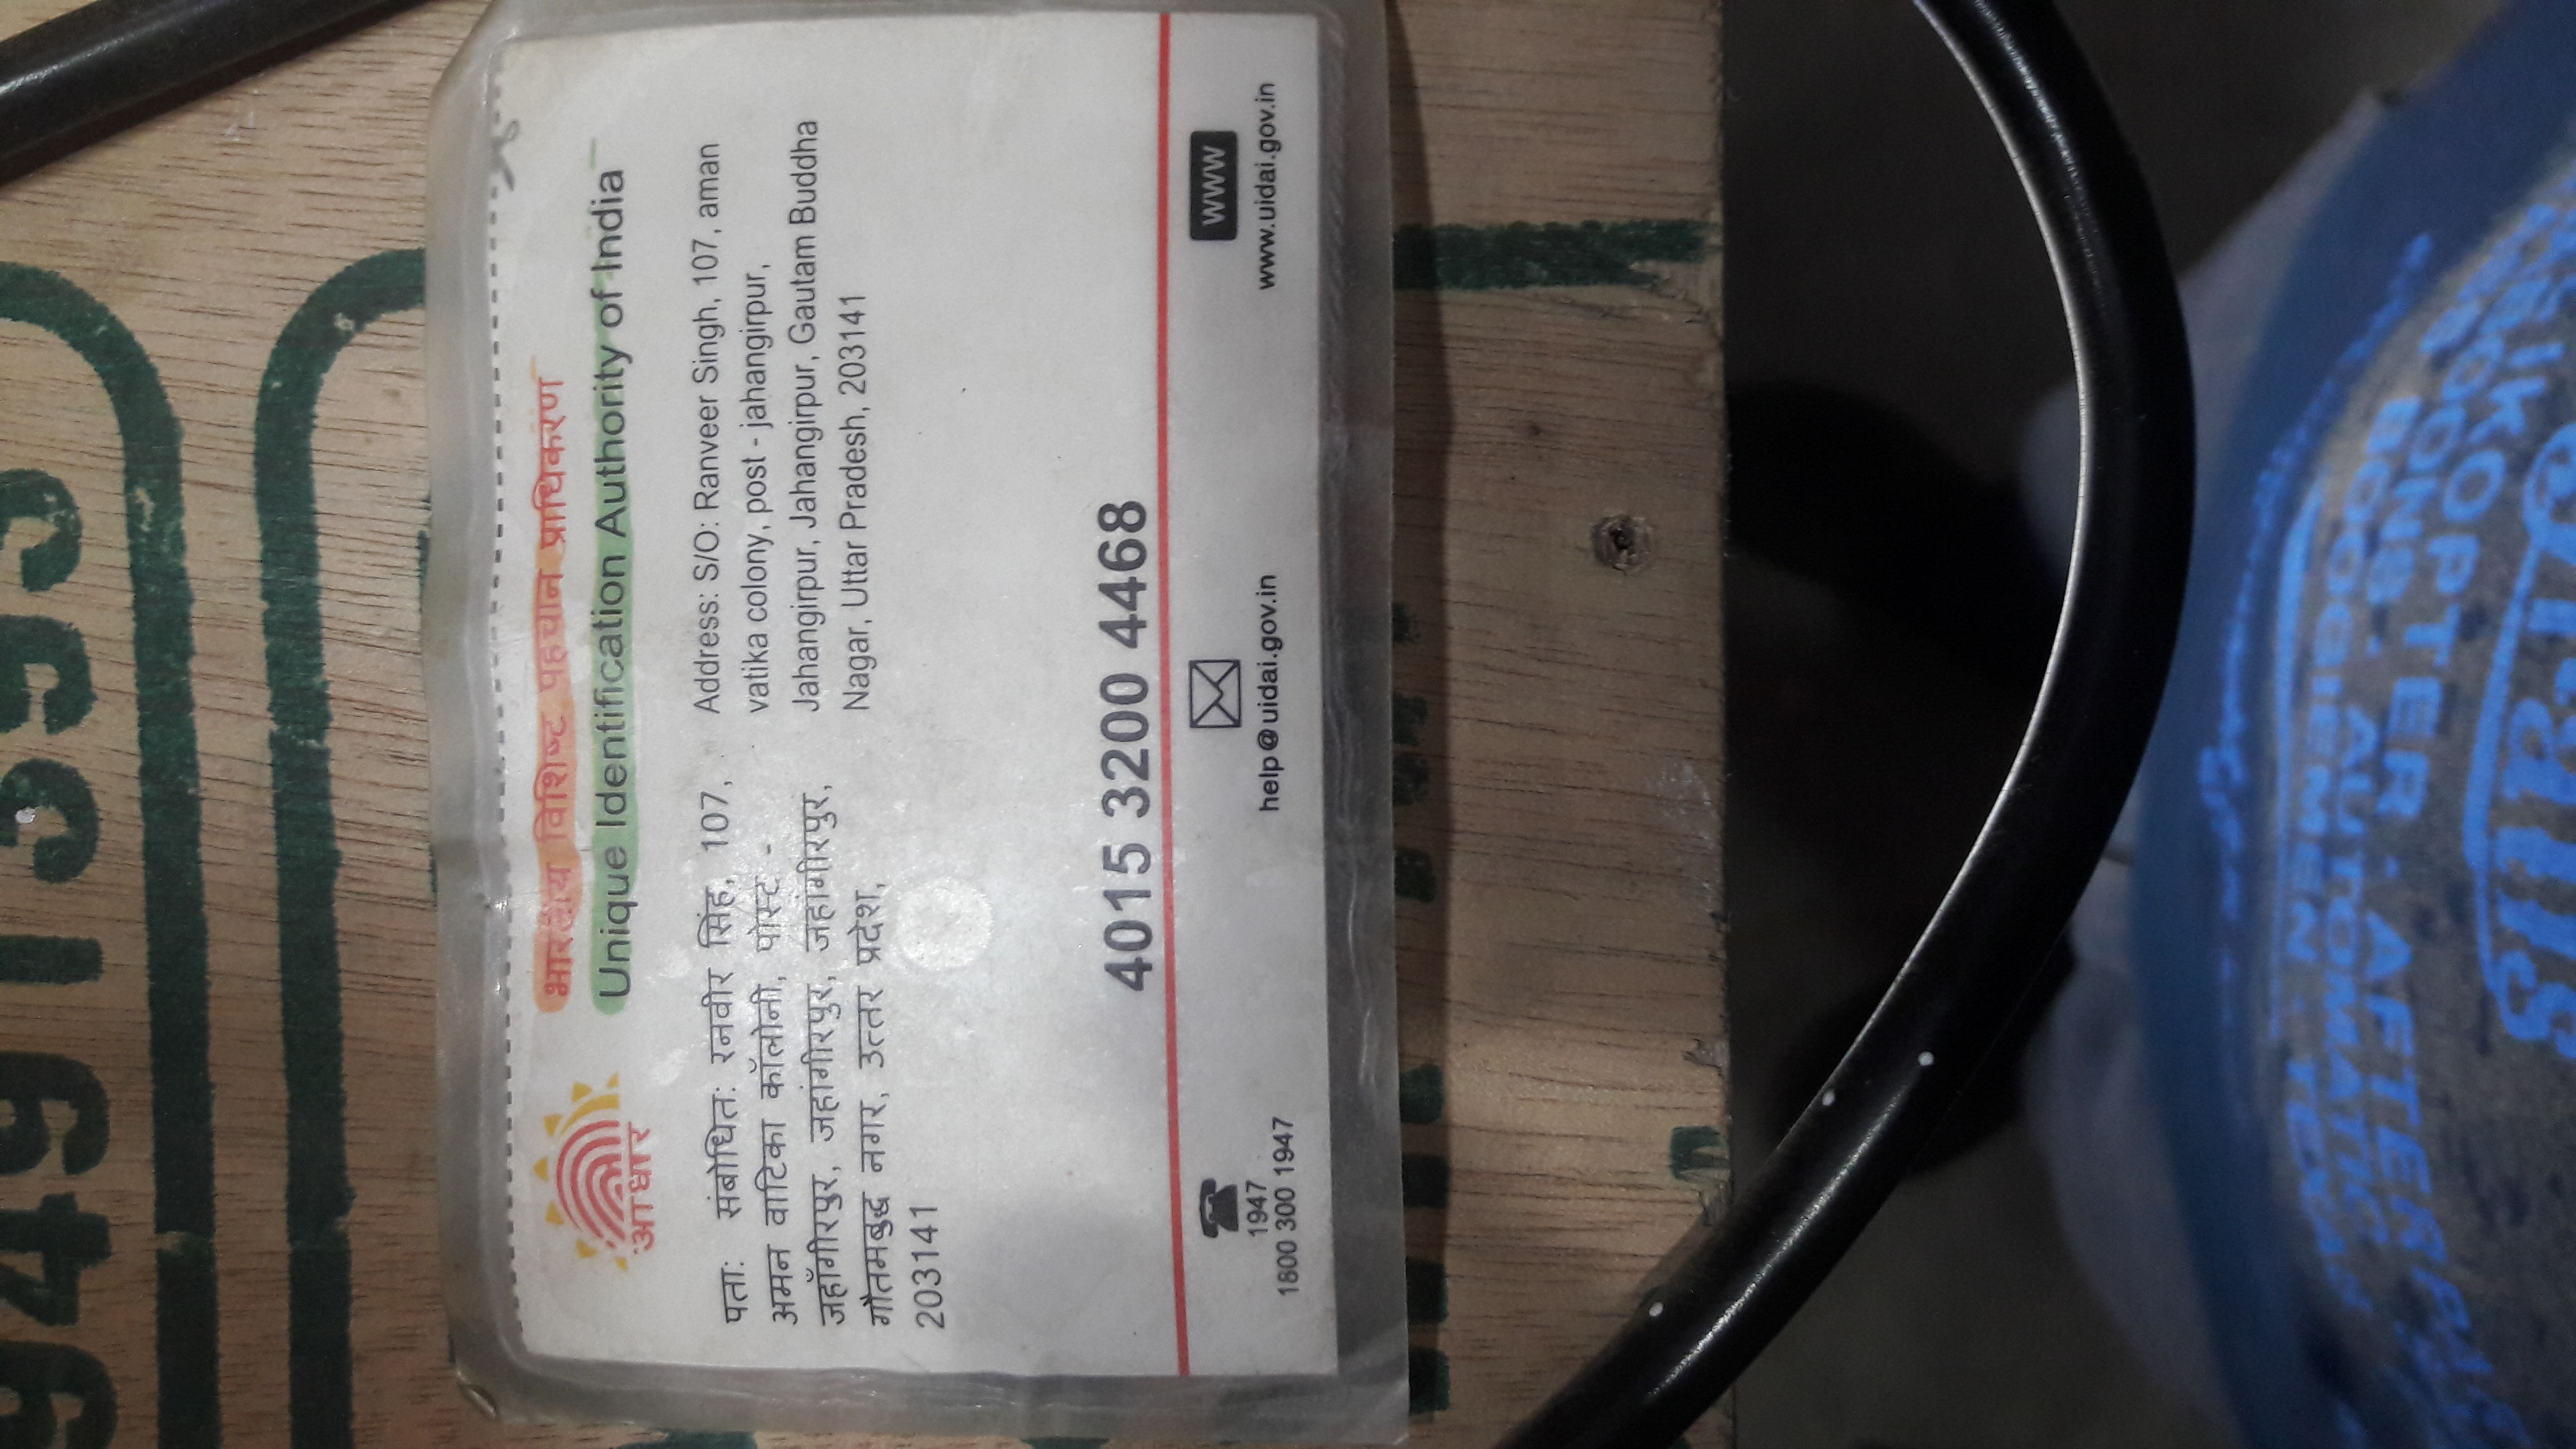 भारतीय विशिष्ट पहचान प्राधिकरण
Unique Identification Authority of India
आधार
पता: संबोधित: रनवीर सिंह, 107,
अमन वाटिका कॉलोनी, पोस्ट -
जहाँगीरपुर, जहांगीरपुर, जहांगीरपुर,
गौतमबुद्ध नगर, उत्तर प्रदेश,
203141
Address: S/O: Ranveer Singh, 107, aman
vatika colony, post - jahangirpur,
Jahangirpur, Jahangirpur, Gautam Buddha
Nagar, Uttar Pradesh, 203141
4015 3200 4468
1947
1800 300 1947
help@uidai.gov.in
WWW
www.uidai.gov.in